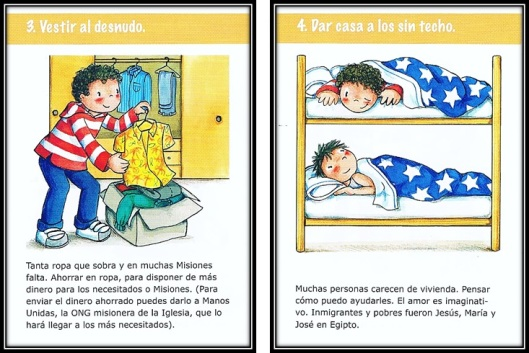 3. Vestir al desnudo.
Tanta ropa que sobra y en muchas Misiones
falta. Ahorrar en ropa, para disponer de más
dinero para los necesitados o Misiones. (Para
enviar el dinero ahorrado puedes darlo a Manos
Unidas, la ONG misionera de la Iglesia, que lo
hará llegar a los más necesitados).
4. Dar casa a los sin techo.
Muchas personas carecen de vivienda. Pensar
cómo puedo ayudarles. El amor es imaginati-
vo. Inmigrantes y pobres fueron Jesús, María y
José en Egipto.